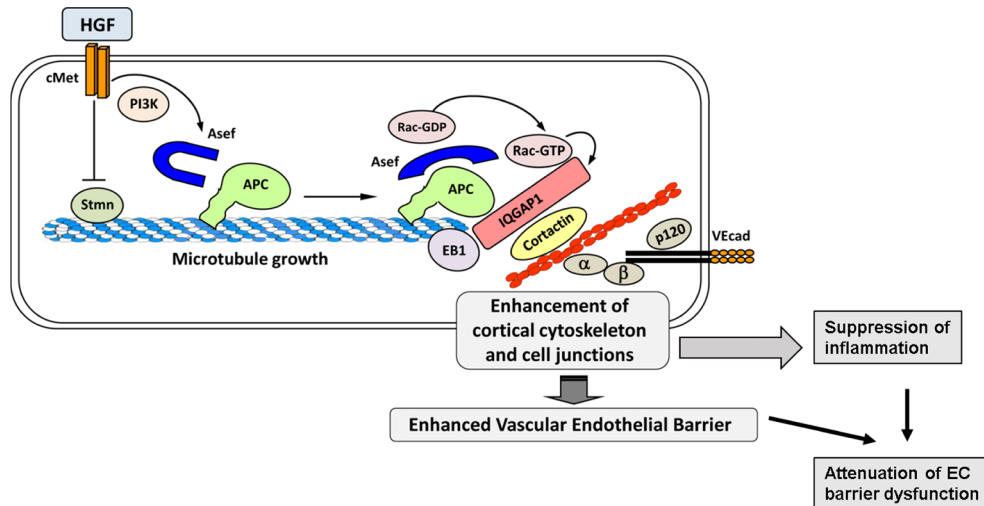 HGF
cMet
PI3K
Asef
Rac-GDP
Asef
Rac-GTP
APC
APC
Stmn
IQGAP1
Cortactin
p120
VEcad
EB1
α
β
Microtubule growth
Enhancement of
cortical cytoskeleton
and cell junctions
Suppression of
inflammation
Enhanced Vascular Endothelial Barrier
Attenuation of EC
barrier dysfunction